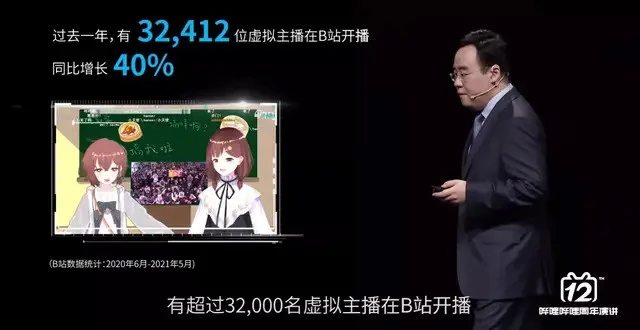 过去一年，有 32,412 位虚拟主播在B站开播
同比增长 40%
（B站数据统计：2020年6月-2021年5月）
有超过32,000名虚拟主播在B站开播
12
哔哩哔哩周年演讲